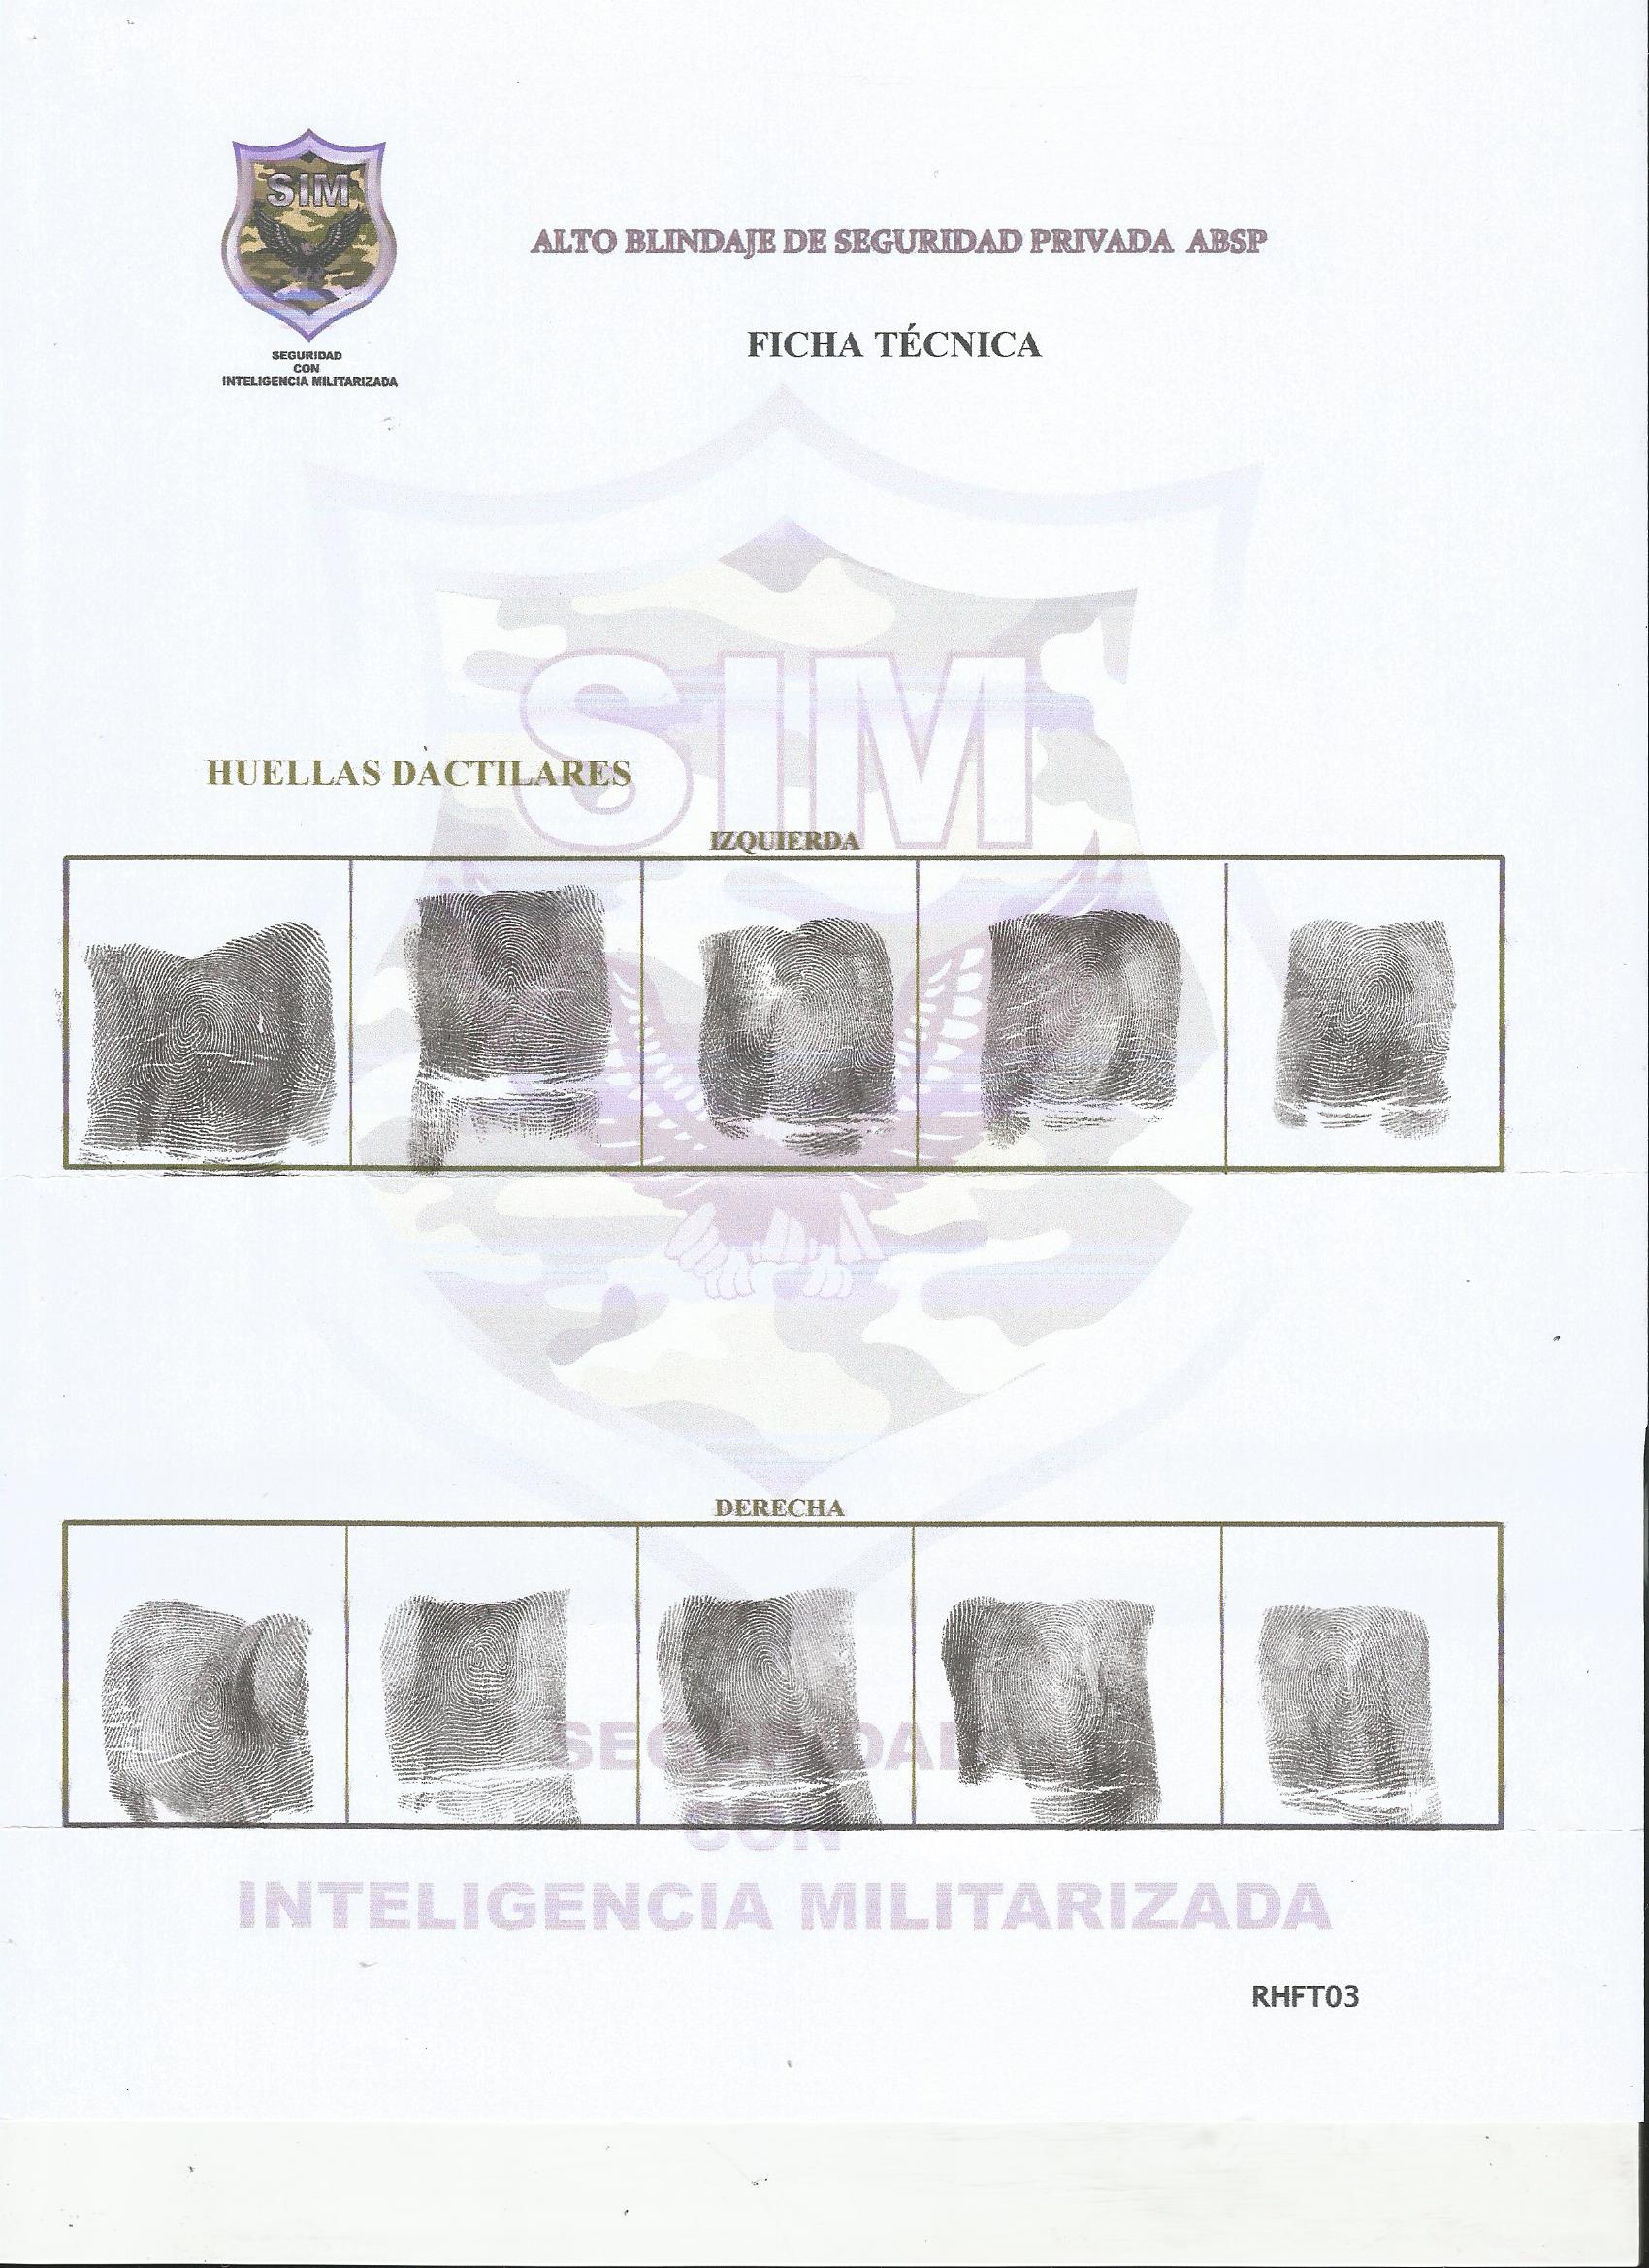 SIM
SEGURIDAD
CON
INTELIGENCIA MILITARIZADA
ALTO BLINDAJE DE SEGURIDAD PRIVADA ABSP
FICHA TÉCNICA
SIM
HUELLAS DACTILARES
IZQUIERDA
DERECHA
SEGURIDAD
CON
INTELIGENCIA MILITARIZADA
RHFT03